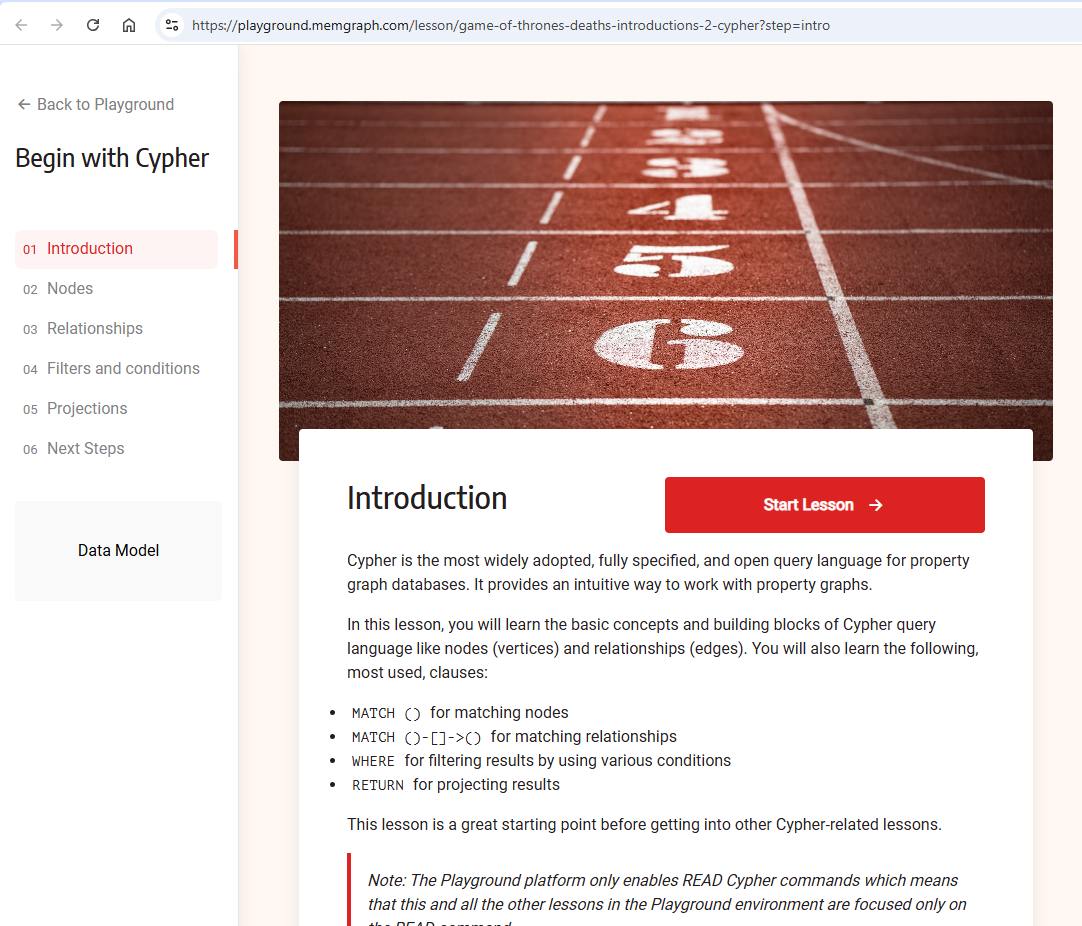 https://playground.memgraph.com/lesson/game-of-thrones-deaths-introductions-2-cypher?step=intro
← Back to Playground
Begin with Cypher
01 Introduction
02 Nodes
03 Relationships
04 Filters and conditions
05 Projections
06 Next Steps
Data Model
4
5
6
Introduction
Start Lesson →
Cypher is the most widely adopted, fully specified, and open query language for property
graph databases. It provides an intuitive way to work with property graphs.
In this lesson, you will learn the basic concepts and building blocks of Cypher query
language like nodes (vertices) and relationships (edges). You will also learn the following,
most used, clauses:
• MATCH () for matching nodes
• MATCH ()-[]->() for matching relationships
• WHERE for filtering results by using various conditions
• RETURN for projecting results
This lesson is a great starting point before getting into other Cypher-related lessons.
Note: The Playground platform only enables READ Cypher commands which means
that this and all the other lessons in the Playground environment are focused only on